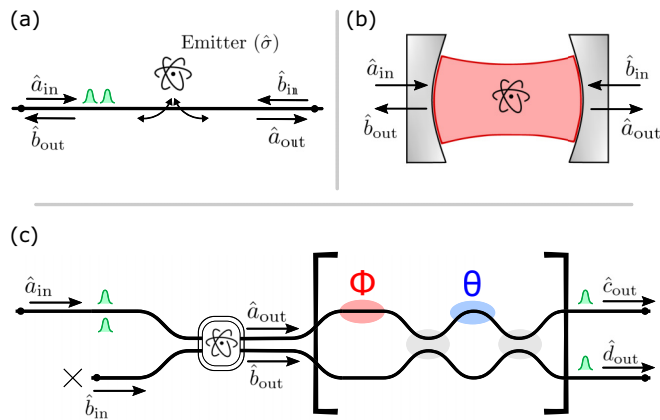 (a)
Emitter (σ̂)
â_in
b̂_in
b̂_out
â_out
(b)
â_in
b̂_in
b̂_out
â_out
(c)
Φ
θ
â_in
â_out
ĉ_out
b̂_out
d̂_out
×
b̂_in